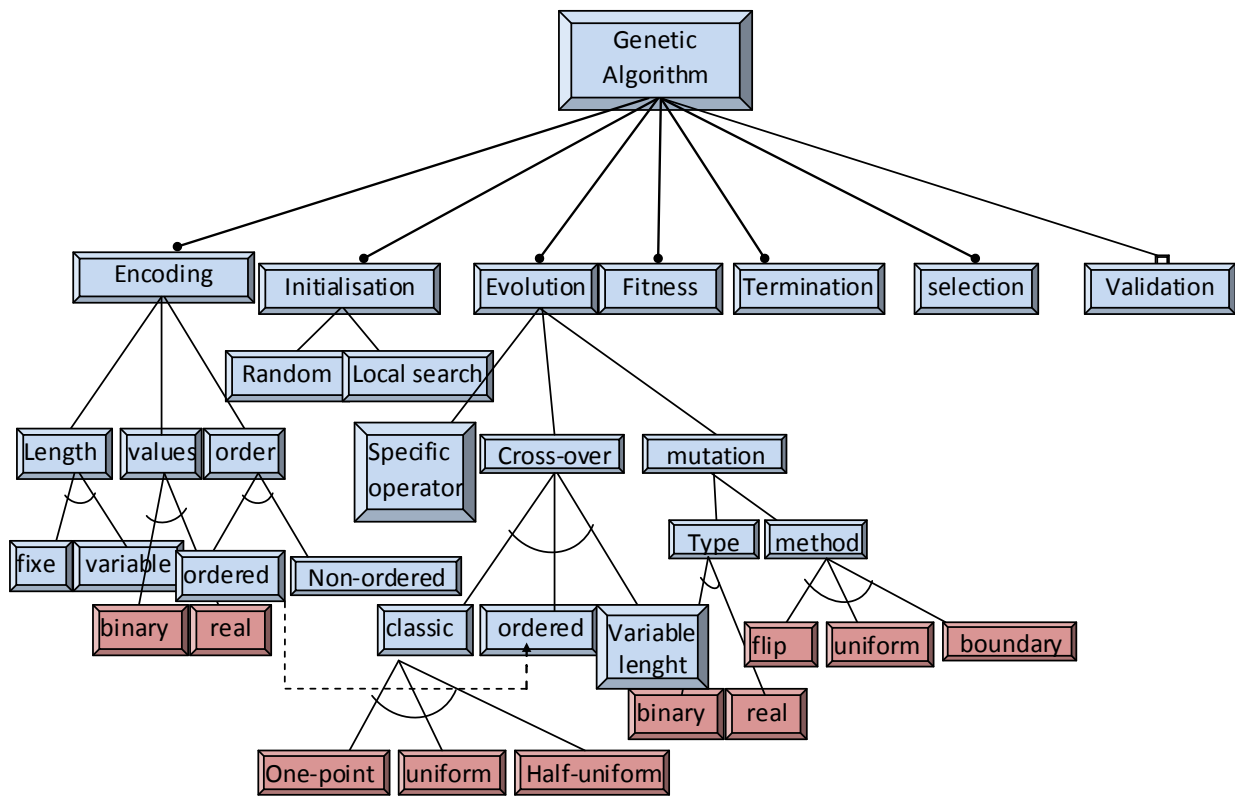 Genetic
Algorithm
Encoding
Initialisation
Evolution
Fitness
Termination
selection
Validation
Random
Local search
Length
values
order
Specific
operator
Cross-over
mutation
Type
method
fixe
variable
ordered
Non-ordered
binary
real
classic
ordered
Variable
lenght
flip
uniform
boundary
binary
real
One-point
uniform
Half-uniform